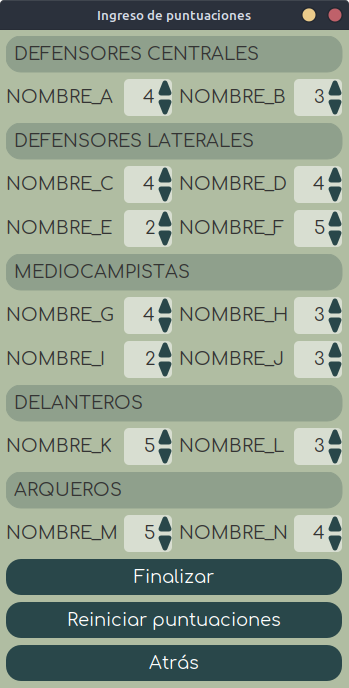 Ingreso de puntuaciones
DEFENSORES CENTRALES
NOMBRE_A 4 NOMBRE_B 3
DEFENSORES LATERALES
NOMBRE_C 4 NOMBRE_D 4
NOMBRE_E 2 NOMBRE_F 5
MEDIOCAMPISTAS
NOMBRE_G 4 NOMBRE_H 3
NOMBRE_I 2 NOMBRE_J 3
DELANTEROS
NOMBRE_K 5 NOMBRE_L 3
ARQUEROS
NOMBRE_M 5 NOMBRE_N 4
Finalizar
Reiniciar puntuaciones
Atrás